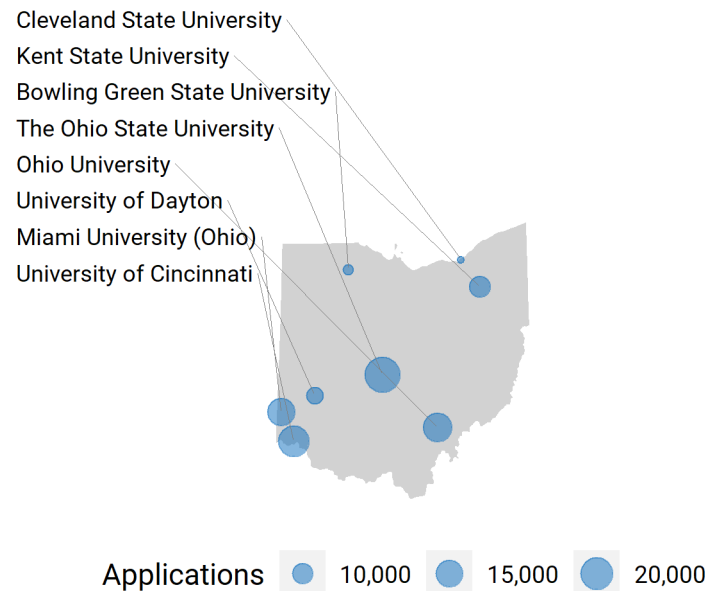 Cleveland State University
Kent State University
Bowling Green State University
The Ohio State University
Ohio University
University of Dayton
Miami University (Ohio)
University of Cincinnati
Applications 10,000 15,000 20,000